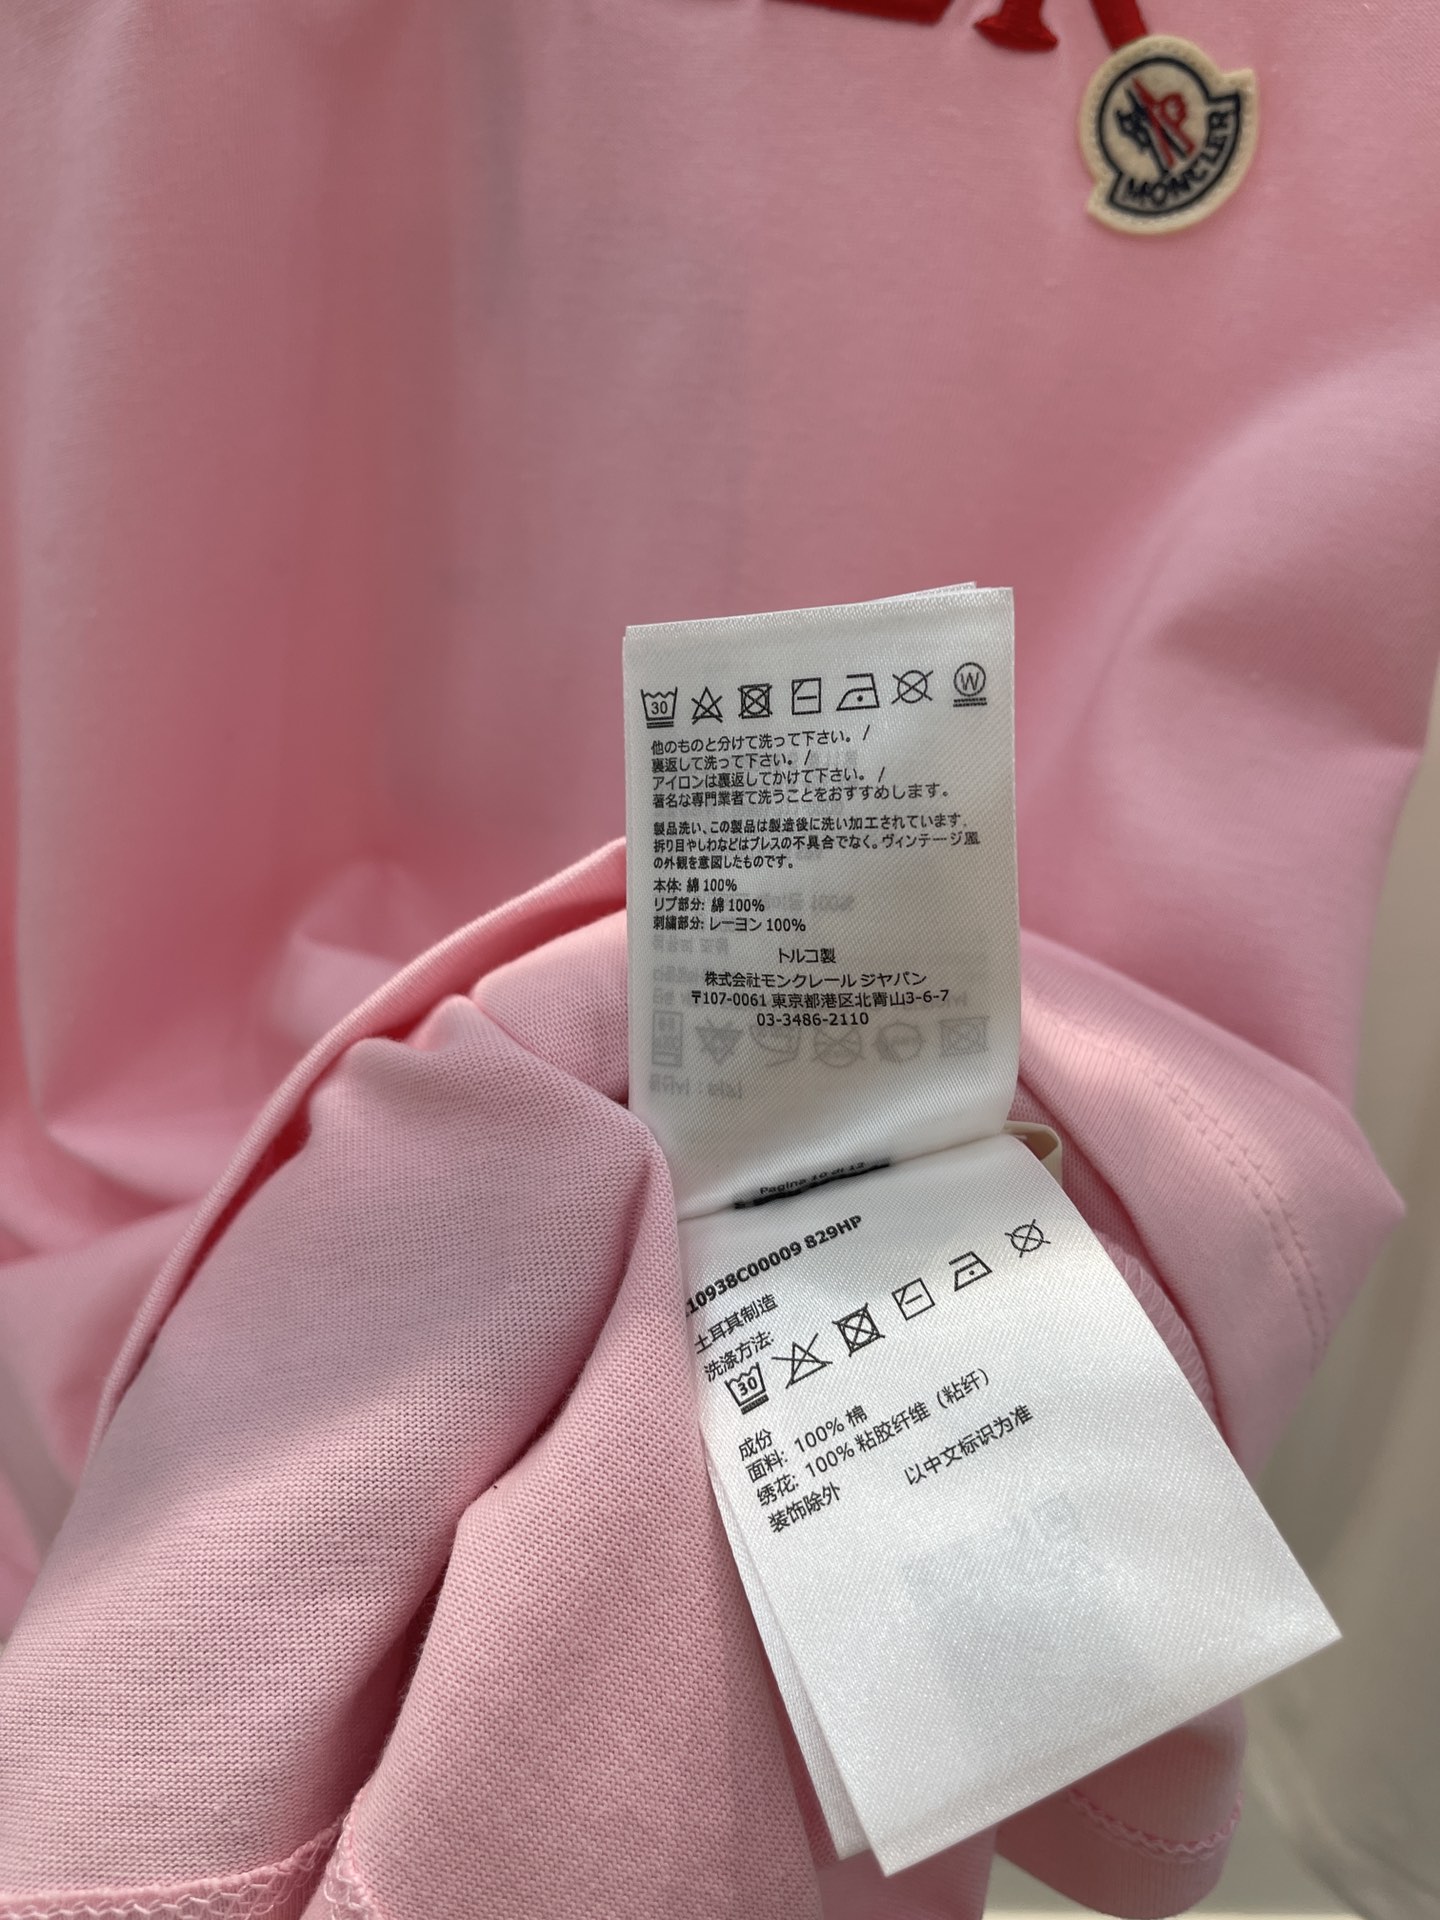 MONCLER
30
W
他のものと分けて洗って下さい。/
裏返して洗って下さい。/
アイロンは裏返してかけて下さい。/
著名な専門業者で洗うことをおすすめします。
製品洗い、この製品は製造後に洗い加工されています。
折り目やしわなどはプレスの不具合でなく。ヴィンテージ風
の外観を意図したものです。
本体: 綿 100%
リブ部分: 綿 100%
刺繍部分: レーヨン 100%
トルコ製
株式会社モンクレール ジヤパン
〒107-0061 東京都港区北青山3-6-7
03-3486-2110
Pagina 10 di 12
10938C00009 829HP
土耳其制造
洗涤方法:
30
成份
面料: 100% 棉
绣花: 100% 粘胶纤维（粘纤）
装饰除外
以中文标识为准